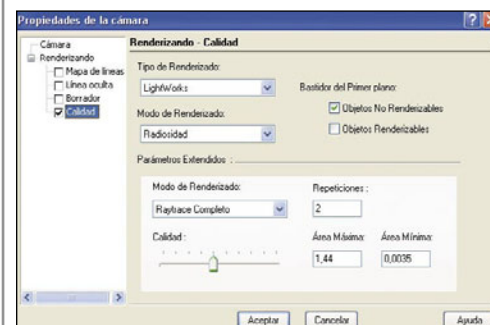 Propiedades de la cámara
Cámara
Renderizando
Mapa de líneas
Línea oculta
Borrador
Calidad
Renderizando - Calidad
Tipo de Renderizado:
LightWorks
Modo de Renderizado:
Radiosidad
Bastidor del Primer plano:
Objetos No Renderizables
Objetos Renderizables
Parámetros Extendidos :
Modo de Renderizado:
Raytrace Completo
Repeticiones :
2
Calidad :
Área Máxima:
Área Mínima:
1,44
0,0035
Aceptar
Cancelar
Ayuda